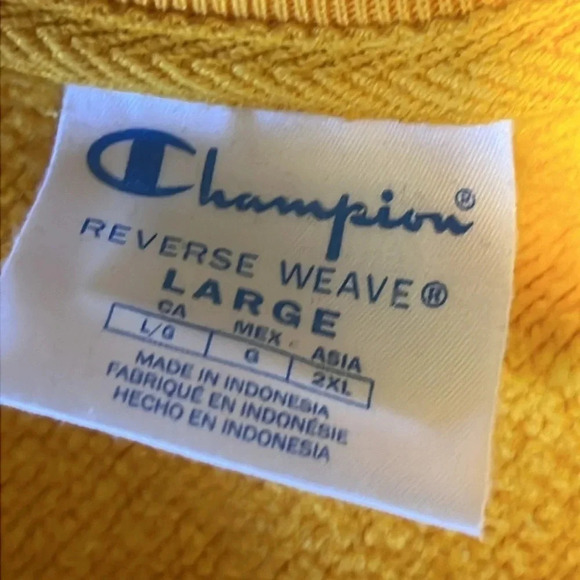 Champion®
REVERSE WEAVE®
LARGE
CA MEX ASIA
L/G G 2XL
MADE IN INDONESIA
FABRIQUÉ EN INDONÉSIE
HECHO EN INDONESIA